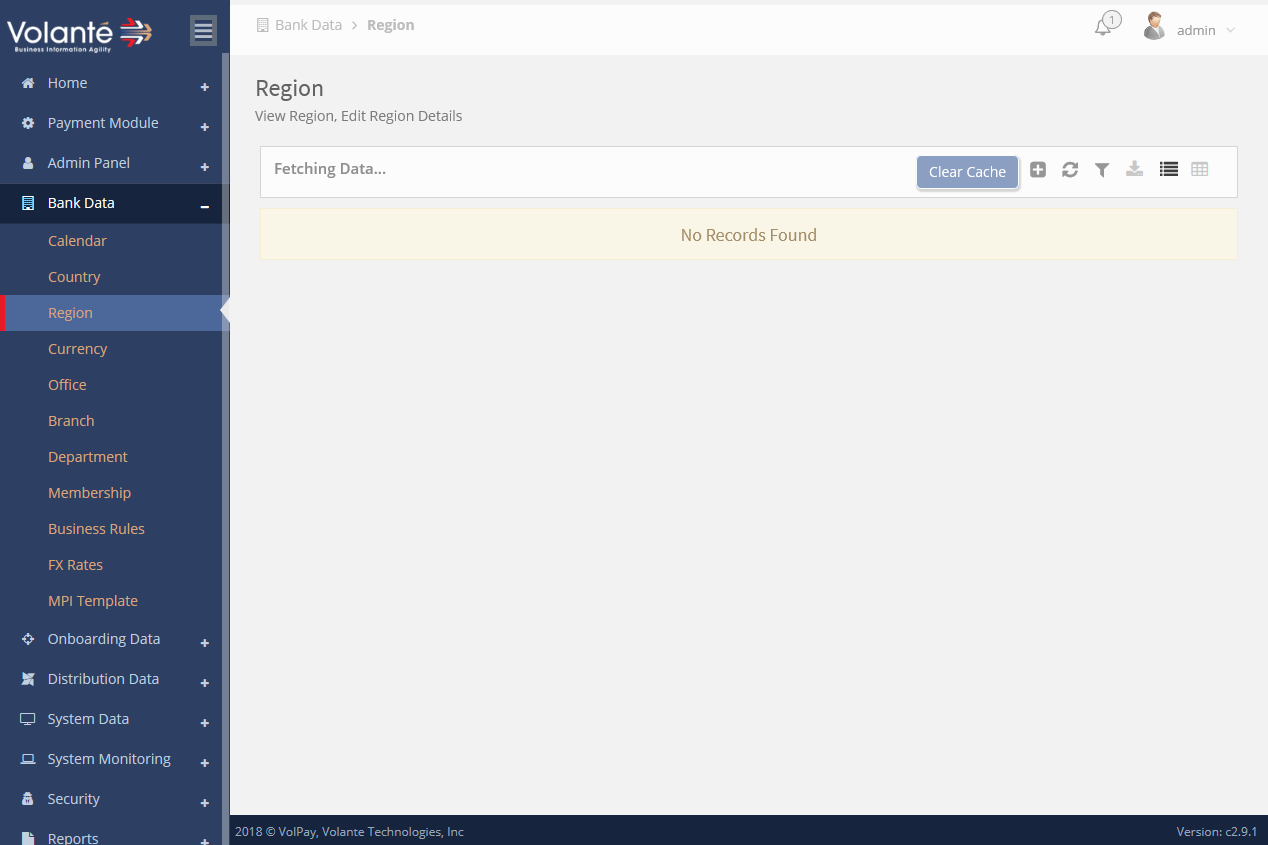 Volanté
Business Information Agility
Bank Data > Region
1
admin
Home
Payment Module
Admin Panel
Bank Data
Calendar
Country
Region
Currency
Office
Branch
Department
Membership
Business Rules
FX Rates
MPI Template
Onboarding Data
Distribution Data
System Data
System Monitoring
Security
Reports
Region
View Region, Edit Region Details
Fetching Data...
Clear Cache
No Records Found
2018 © VolPay, Volante Technologies, Inc
Version: c2.9.1